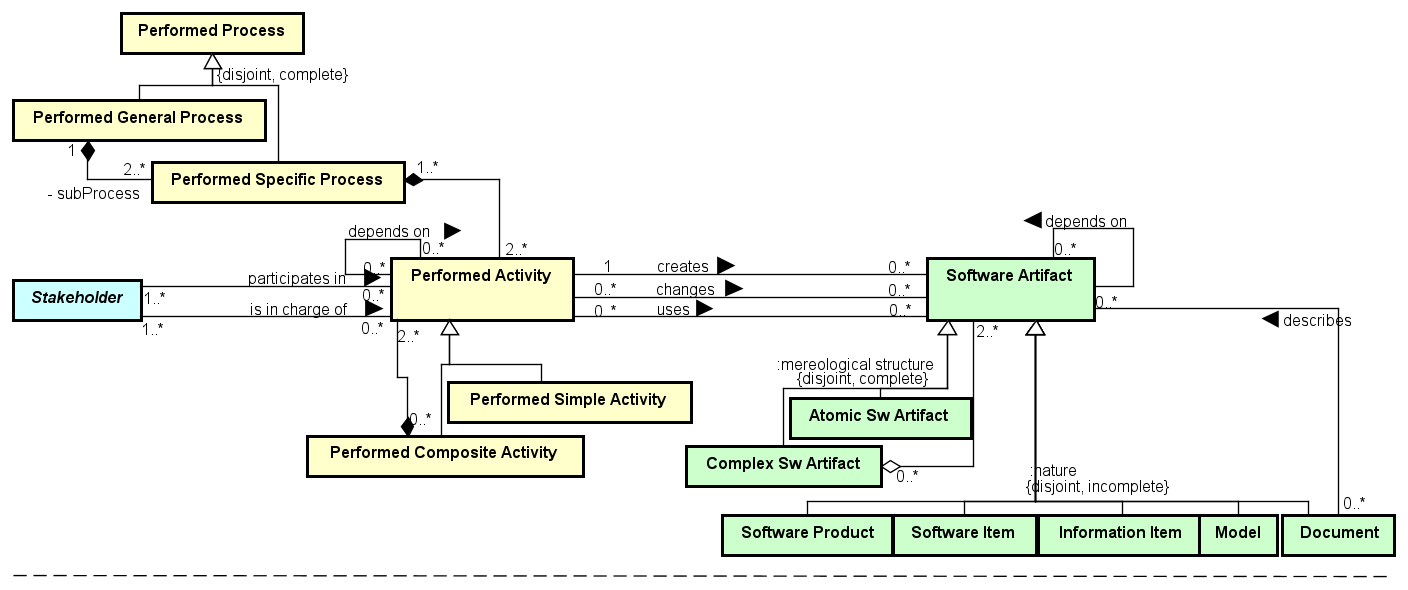 Performed Process
{disjoint, complete}
Performed General Process
1
2..*
- subProcess
Performed Specific Process
1..*
depends on
0..*
2..*
0..*
Performed Activity
participates in
1..*
0..*
Stakeholder
is in charge of
1..*
0..*
1
creates
0..*
0..*
changes
0..*
0..*
uses
0..*
depends on
0..*
Software Artifact
0..*
describes
2..*
2..*
:mereological structure
{disjoint, complete}
Performed Simple Activity
Atomic Sw Artifact
0..*
Performed Composite Activity
Complex Sw Artifact
0..*
:nature
{disjoint, incomplete}
0..*
Software Product
Software Item
Information Item
Model
Document